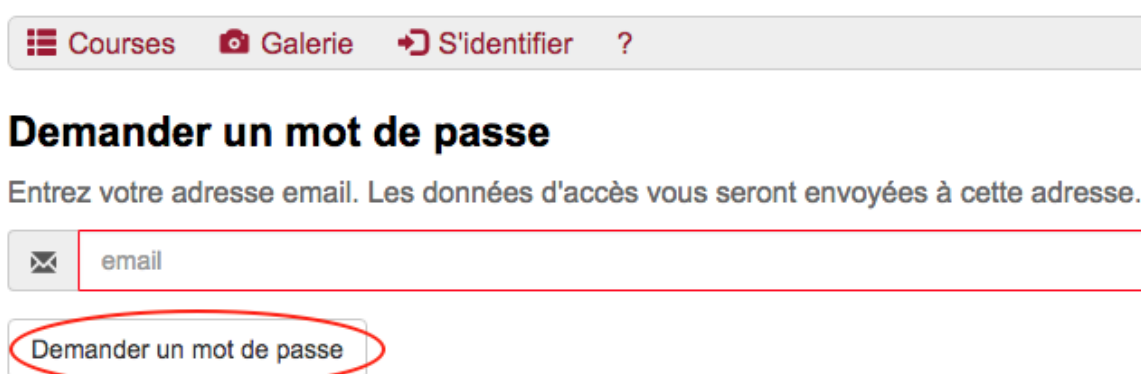 Courses Galerie S'identifier ?
Demander un mot de passe
Entrez votre adresse email. Les données d'accès vous seront envoyées à cette adresse.
email
Demander un mot de passe